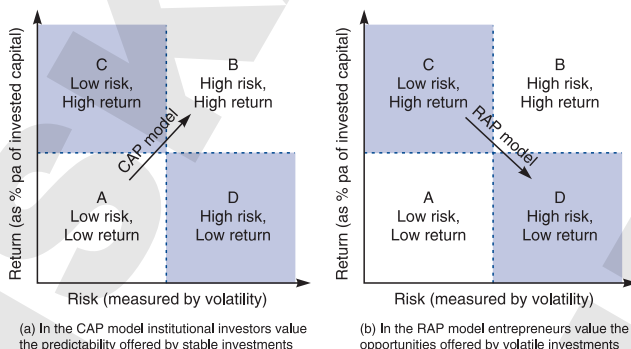 Return (as % pa of invested capital)
C
Low risk,
High return
B
High risk,
High return
CAP model
A
Low risk,
Low return
D
High risk,
Low return
Risk (measured by volatility)
(a) In the CAP model institutional investors value
the predictability offered by stable investments
Return (as % pa of invested capital)
C
Low risk,
High return
B
High risk,
High return
RAP model
A
Low risk,
Low return
D
High risk,
Low return
Risk (measured by volatility)
(b) In the RAP model entrepreneurs value the
opportunities offered by volatile investments